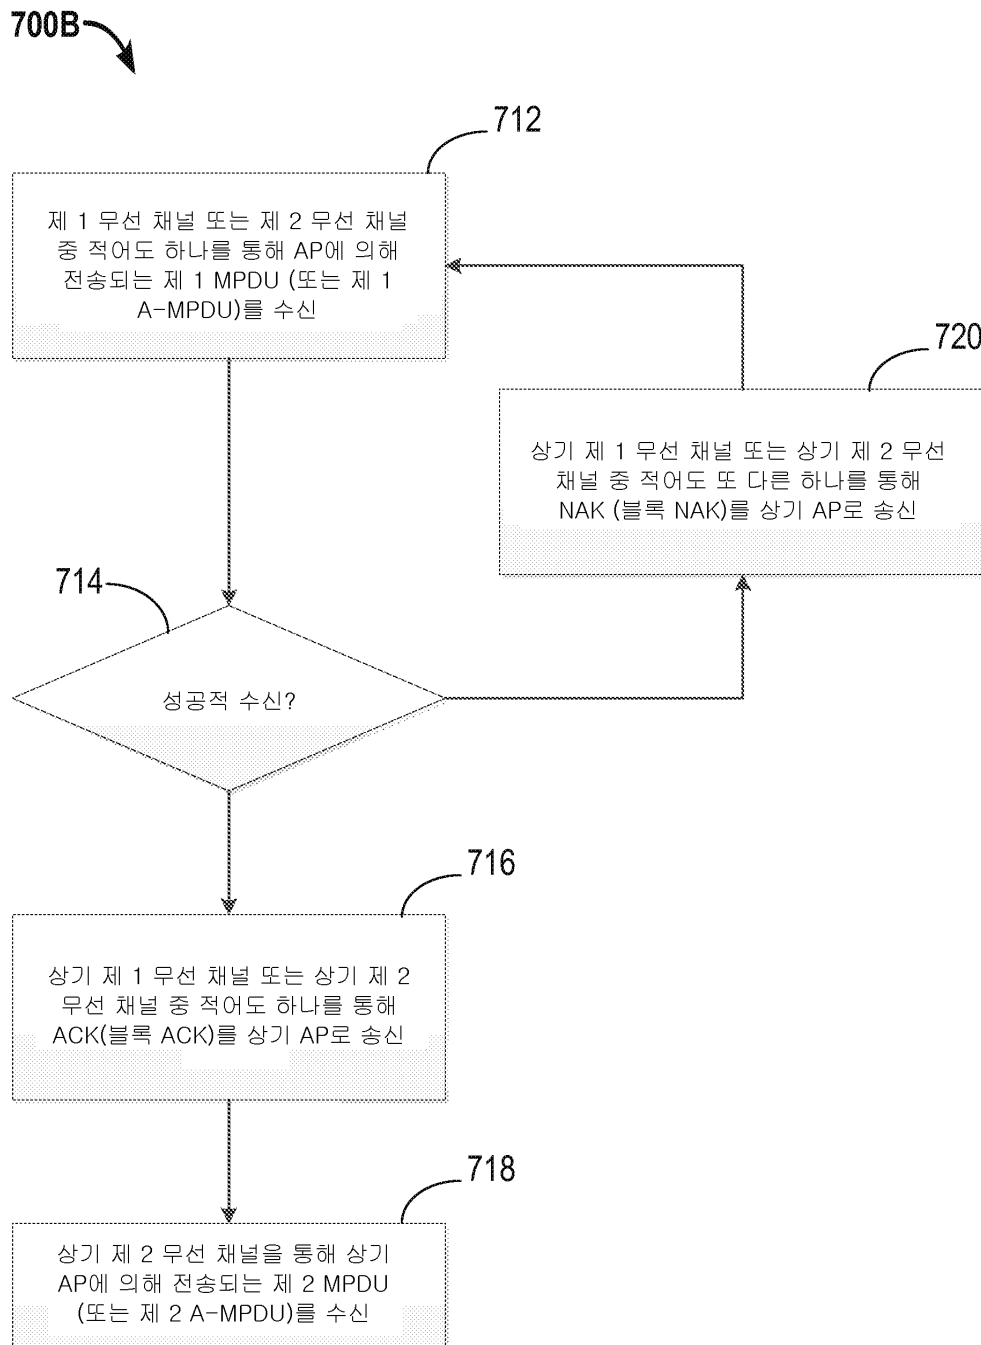 700B
712
제 1 무선 채널 또는 제 2 무선 채널
중 적어도 하나를 통해 AP에 의해
전송되는 제 1 MPDU (또는 제 1
A-MPDU)를 수신
720
상기 제 1 무선 채널 또는 상기 제 2 무선
채널 중 적어도 또 다른 하나를 통해
NAK (블록 NAK)를 상기 AP로 송신
714
성공적 수신?
716
상기 제 1 무선 채널 또는 상기 제 2
무선 채널 중 적어도 하나를 통해
ACK(블록 ACK)를 상기 AP로 송신
718
상기 제 2 무선 채널을 통해 상기
AP에 의해 전송되는 제 2 MPDU
(또는 제 2 A-MPDU)를 수신